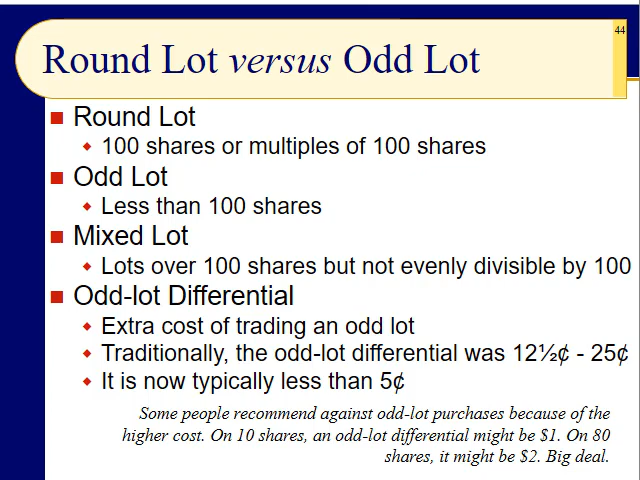 44
Round Lot versus Odd Lot
Round Lot
100 shares or multiples of 100 shares
Odd Lot
Less than 100 shares
Mixed Lot
Lots over 100 shares but not evenly divisible by 100
Odd-lot Differential
Extra cost of trading an odd lot
Traditionally, the odd-lot differential was 12½¢ - 25¢
It is now typically less than 5¢
Some people recommend against odd-lot purchases because of the
higher cost. On 10 shares, an odd-lot differential might be $1. On 80
shares, it might be $2. Big deal.